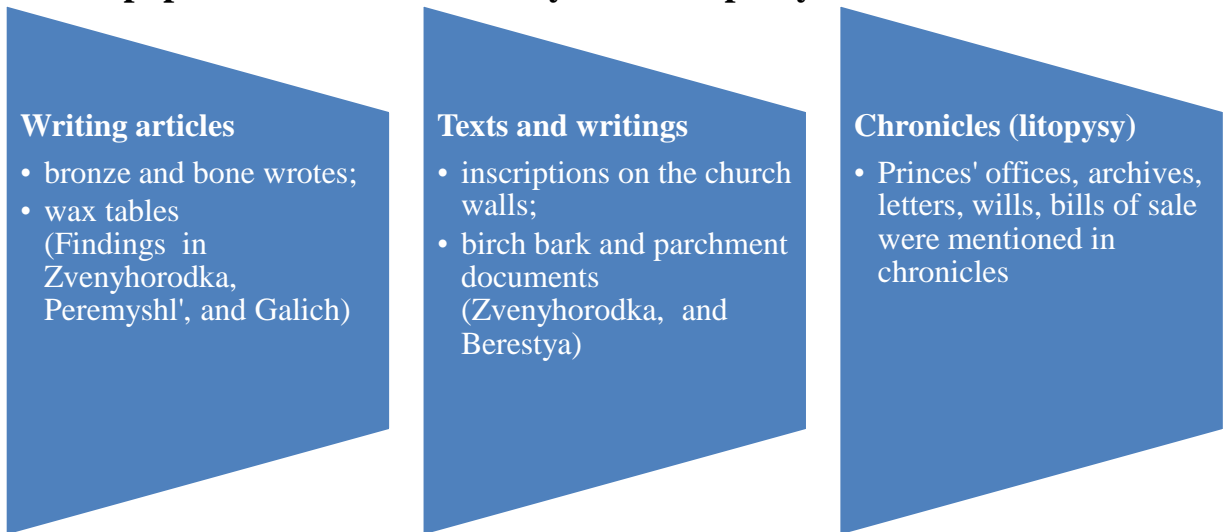 Writing articles
• bronze and bone wrotes;
• wax tables
(Findings in
Zvenyhorodka,
Peremyshl', and Galich)
Texts and writings
• inscriptions on the church
walls;
• birch bark and parchment
documents
(Zvenyhorodka, and
Berestya)
Chronicles (litopysy)
• Princes' offices, archives,
letters, wills, bills of sale
were mentioned in
chronicles